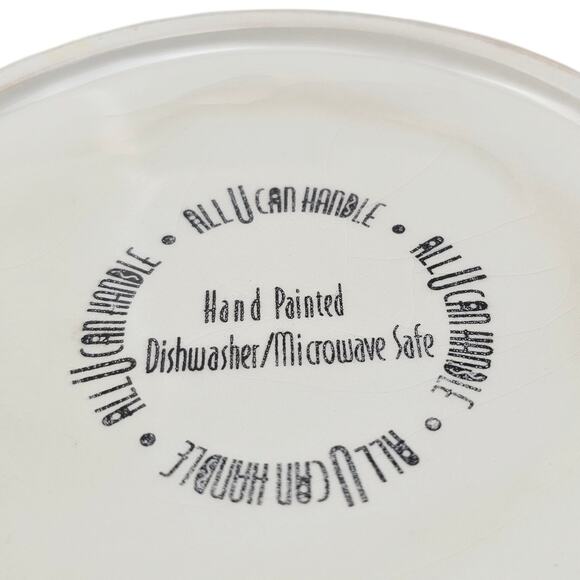 ALL U CAN HANDLE • ALL U CAN HANDLE • ALL U CAN HANDLE • ALL U CAN HANDLE •
Hand Painted
Dishwasher/Microwave Safe